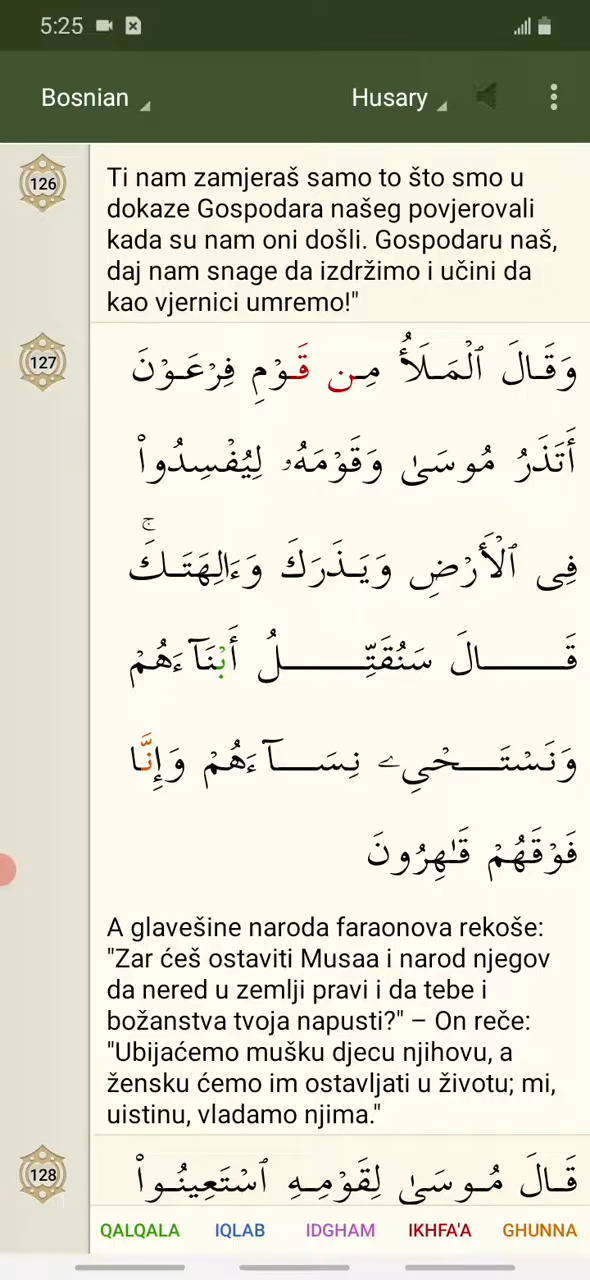 5:25
Bosnian
Husary
126
Ti nam zamjeraš samo to što smo u
dokaze Gospodara našeg povjerovali
kada su nam oni došli. Gospodaru naš,
daj nam snage da izdržimo i učini da
kao vjernici umremo!"
127
وَقَالَ ٱلْمَلَأُ مِن قَوْمِ فِرْعَوْنَ
أَتَذَرُ مُوسَىٰ وَقَوْمَهُۥ لِيُفْسِدُوا۟
فِى ٱلْأَرْضِ وَيَذَرَكَ وَءَالِهَتَكَ ۚ
قَالَ سَنُقَتِّلُ أَبْنَآءَهُمْ
وَنَسْتَحْىِۦ نِسَآءَهُمْ وَإِنَّا
فَوْقَهُمْ قَـٰهِرُونَ
A glavešine naroda faraonova rekoše:
"Zar ćeš ostaviti Musaa i narod njegov
da nered u zemlji pravi i da tebe i
božanstva tvoja napusti?" – On reče:
"Ubijaćemo mušku djecu njihovu, a
žensku ćemo im ostavljati u životu; mi,
uistinu, vladamo njima."
128
قَالَ مُوسَىٰ لِقَوْمِهِ ٱسْتَعِينُوا۟
QALQALA IQLAB IDGHAM IKHFA'A GHUNNA